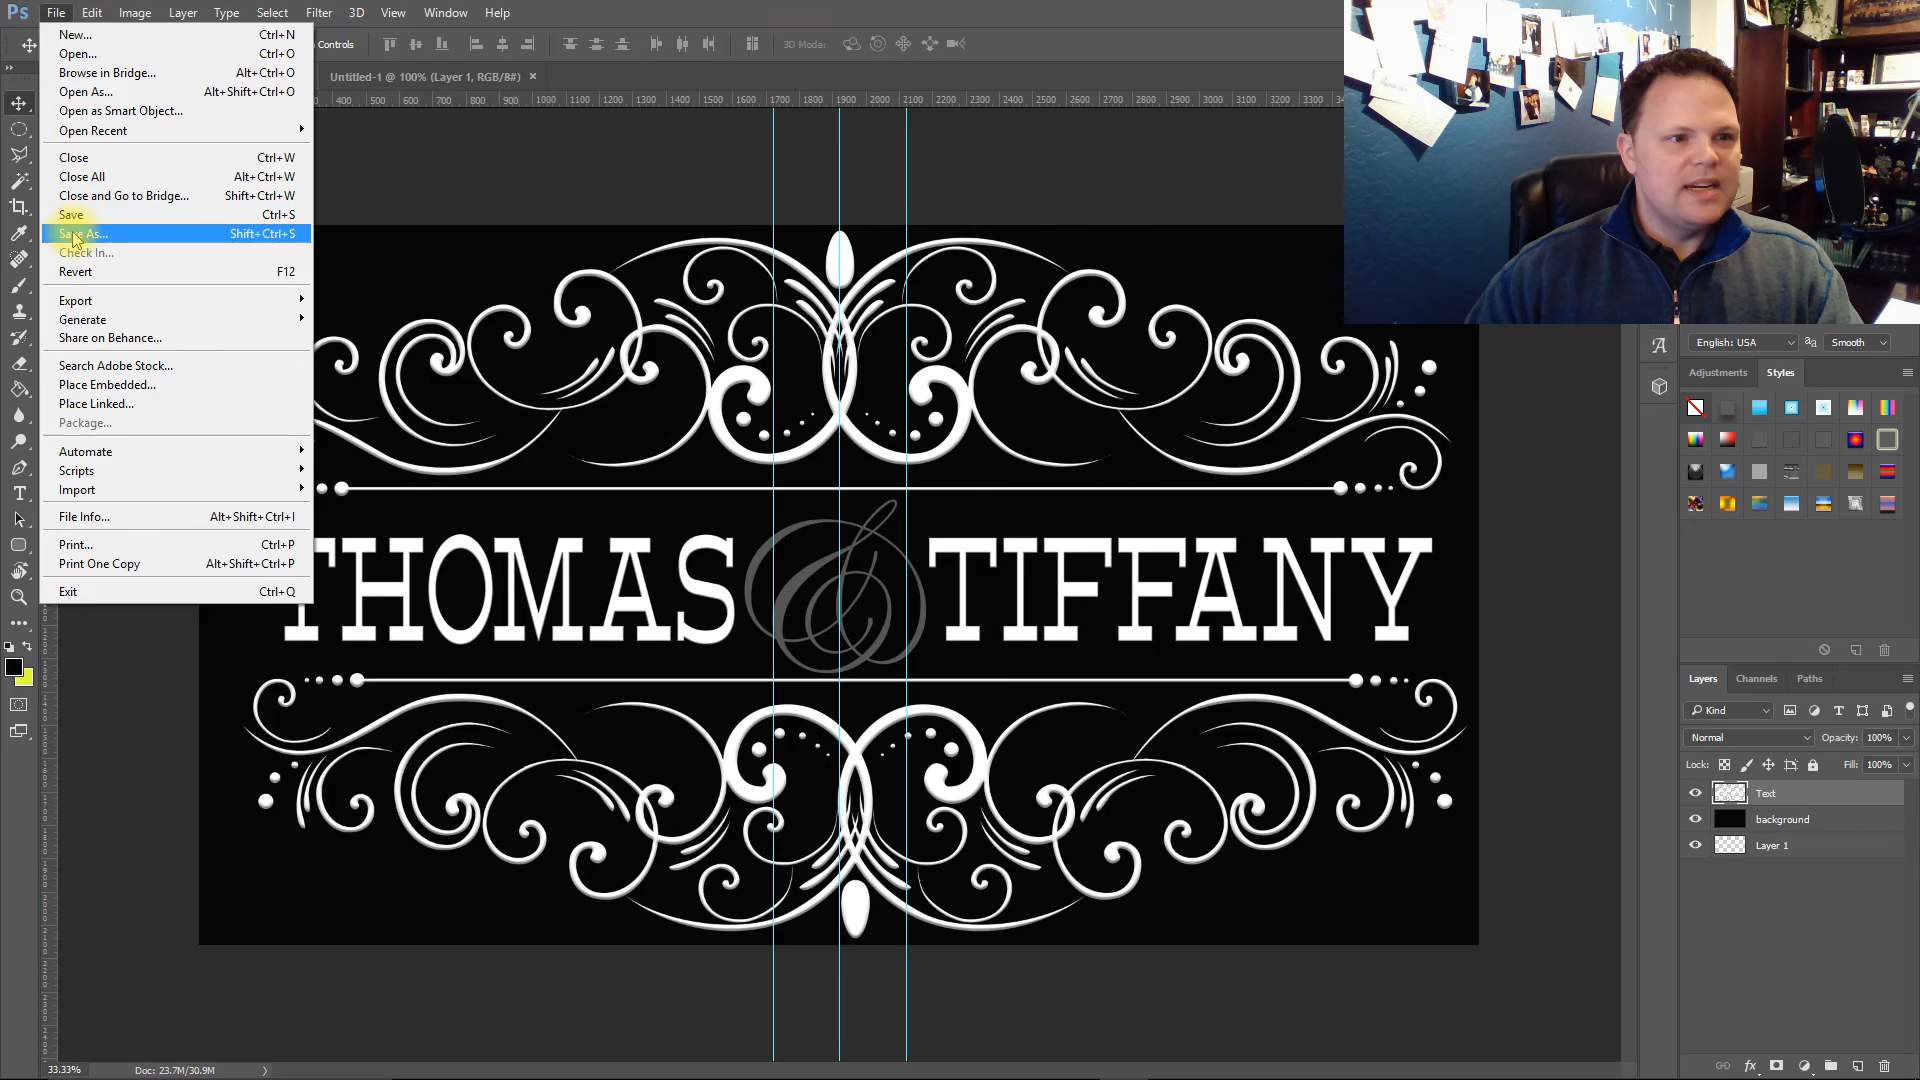 Ps File Edit Image Layer Type Select Filter 3D View Window Help
New... Ctrl+N
Open... Ctrl+O
Browse in Bridge... Alt+Ctrl+O
Open As... Alt+Shift+Ctrl+O
Open as Smart Object...
Open Recent
Close Ctrl+W
Close All Alt+Ctrl+W
Close and Go to Bridge... Shift+Ctrl+W
Save Ctrl+S
Save As... Shift+Ctrl+S
Check In...
Revert F12
Export
Generate
Share on Behance...
Search Adobe Stock...
Place Embedded...
Place Linked...
Package...
Automate
Scripts
Import
File Info... Alt+Shift+Ctrl+I
Print... Ctrl+P
Print One Copy Alt+Shift+Ctrl+P
Exit Ctrl+Q
Controls
3D Mode:
Untitled-1 @ 100% (Layer 1, RGB/8#) ×
400 500 600 700 800 900 1000 1100 1200 1300 1400 1500 1600 1700 1800 1900 2000 2100 2200 2300 2400 2500 2600 2700 2800 2900 3000 3100 3200 3300
THOMAS & TIFFANY
English: USA
aa
Smooth
Adjustments Styles
Layers Channels Paths
Kind
Normal
Opacity: 100%
Lock:
Fill: 100%
Text
background
Layer 1
fx
33.33% Doc: 23.7M/30.9M